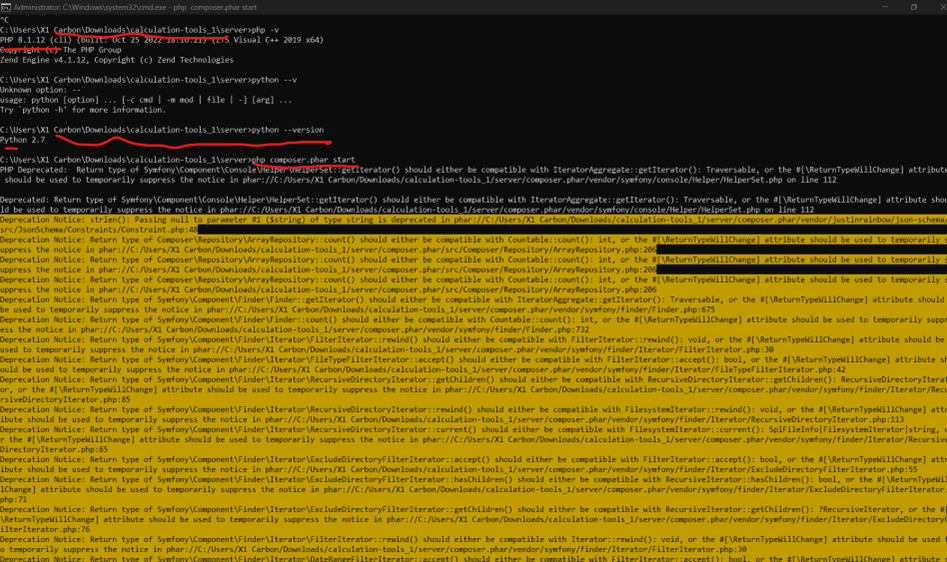 Administrator: C:\Windows\system32\cmd.exe - php composer.phar start
^C
C:\Users\X1 Carbon\Downloads\calculation-tools_1\server>php -v
PHP 8.1.12 (cli) (built: Oct 25 2022 18:16:21) (ZTS Visual C++ 2019 x64)
Copyright (c) The PHP Group
Zend Engine v4.1.12, Copyright (c) Zend Technologies
C:\Users\X1 Carbon\Downloads\calculation-tools_1\server>python --v
Unknown option: --
usage: python [option] ... [-c cmd | -m mod | file | -] [arg] ...
Try `python -h' for more information.
C:\Users\X1 Carbon\Downloads\calculation-tools_1\server>python --version
Python 2.7
C:\Users\X1 Carbon\Downloads\calculation-tools_1\server>php composer.phar start
PHP Deprecated:  Return type of Symfony\Component\Console\Helper\HelperSet::getIterator() should either be compatible with IteratorAggregate::getIterator(): Traversable, or the #[\ReturnTypeWillChange] attribute
should be used to temporarily suppress the notice in phar://C:/Users/X1 Carbon/Downloads/calculation-tools_1/server/composer.phar/vendor/symfony/console/Helper/HelperSet.php on line 112
Deprecated: Return type of Symfony\Component\Console\Helper\HelperSet::getIterator() should either be compatible with IteratorAggregate::getIterator(): Traversable, or the #[\ReturnTypeWillChange] attribute shou
ld be used to temporarily suppress the notice in phar://C:/Users/X1 Carbon/Downloads/calculation-tools_1/server/composer.phar/vendor/symfony/console/Helper/HelperSet.php on line 112
Deprecation Notice: strlen(): Passing null to parameter #1 ($string) of type string is deprecated in phar://C:/Users/X1 Carbon/Downloads/calculation-tools_1/server/composer.phar/vendor/justinrainbow/json-schema
src/JsonSchema/Constraints/Constraint.php:48
Deprecation Notice: Return type of Composer\Repository\ArrayRepository::count() should either be compatible with Countable::count(): int, or the #[\ReturnTypeWillChange] attribute should be used to temporarily s
uppress the notice in phar://C:/Users/X1 Carbon/Downloads/calculation-tools_1/server/composer.phar/src/Composer/Repository/ArrayRepository.php:206
Deprecation Notice: Return type of Composer\Repository\ArrayRepository::count() should either be compatible with Countable::count(): int, or the #[\ReturnTypeWillChange] attribute should be used to temporarily s
uppress the notice in phar://C:/Users/X1 Carbon/Downloads/calculation-tools_1/server/composer.phar/src/Composer/Repository/ArrayRepository.php:206
Deprecation Notice: Return type of Composer\Repository\ArrayRepository::count() should either be compatible with Countable::count(): int, or the #[\ReturnTypeWillChange] attribute should be used to temporarily s
uppress the notice in phar://C:/Users/X1 Carbon/Downloads/calculation-tools_1/server/composer.phar/src/Composer/Repository/ArrayRepository.php:206
Deprecation Notice: Return type of Symfony\Component\Finder\Finder::getIterator() should either be compatible with IteratorAggregate::getIterator(): Traversable, or the #[\ReturnTypeWillChange] attribute should
be used to temporarily suppress the notice in phar://C:/Users/X1 Carbon/Downloads/calculation-tools_1/server/composer.phar/vendor/symfony/finder/Finder.php:675
Deprecation Notice: Return type of Symfony\Component\Finder\Finder::count() should either be compatible with Countable::count(): int, or the #[\ReturnTypeWillChange] attribute should be used to temporarily suppr
ess the notice in phar://C:/Users/X1 Carbon/Downloads/calculation-tools_1/server/composer.phar/vendor/symfony/finder/Finder.php:732
Deprecation Notice: Return type of Symfony\Component\Finder\Iterator\FilterIterator::rewind() should either be compatible with FilterIterator::rewind(): void, or the #[\ReturnTypeWillChange] attribute should be
used to temporarily suppress the notice in phar://C:/Users/X1 Carbon/Downloads/calculation-tools_1/server/composer.phar/vendor/symfony/finder/Iterator/FilterIterator.php:30
Deprecation Notice: Return type of Symfony\Component\Finder\Iterator\FileTypeFilterIterator::accept() should either be compatible with FilterIterator::accept(): bool, or the #[\ReturnTypeWillChange] attribute sh
ould be used to temporarily suppress the notice in phar://C:/Users/X1 Carbon/Downloads/calculation-tools_1/server/composer.phar/vendor/symfony/finder/Iterator/FileTypeFilterIterator.php:42
Deprecation Notice: Return type of Symfony\Component\Finder\Iterator\RecursiveDirectoryIterator::getChildren() should either be compatible with RecursiveDirectoryIterator::getChildren(): RecursiveDirectoryIterat
or, or the #[\ReturnTypeWillChange] attribute should be used to temporarily suppress the notice in phar://C:/Users/X1 Carbon/Downloads/calculation-tools_1/server/composer.phar/vendor/symfony/finder/Iterator/Recu
rsiveDirectoryIterator.php:85
Deprecation Notice: Return type of Symfony\Component\Finder\Iterator\RecursiveDirectoryIterator::rewind() should either be compatible with FilesystemIterator::rewind(): void, or the #[\ReturnTypeWillChange] attr
ibute should be used to temporarily suppress the notice in phar://C:/Users/X1 Carbon/Downloads/calculation-tools_1/server/composer.phar/vendor/symfony/finder/Iterator/RecursiveDirectoryIterator.php:113
Deprecation Notice: Return type of Symfony\Component\Finder\Iterator\RecursiveDirectoryIterator::current() should either be compatible with FilesystemIterator::current(): SplFileInfo|FilesystemIterator|string, o
r the #[\ReturnTypeWillChange] attribute should be used to temporarily suppress the notice in phar://C:/Users/X1 Carbon/Downloads/calculation-tools_1/server/composer.phar/vendor/symfony/finder/Iterator/Recursive
DirectoryIterator.php:65
Deprecation Notice: Return type of Symfony\Component\Finder\Iterator\ExcludeDirectoryFilterIterator::accept() should either be compatible with FilterIterator::accept(): bool, or the #[\ReturnTypeWillChange] attr
ibute should be used to temporarily suppress the notice in phar://C:/Users/X1 Carbon/Downloads/calculation-tools_1/server/composer.phar/vendor/symfony/finder/Iterator/ExcludeDirectoryFilterIterator.php:55
Deprecation Notice: Return type of Symfony\Component\Finder\Iterator\ExcludeDirectoryFilterIterator::hasChildren() should either be compatible with RecursiveIterator::hasChildren(): bool, or the #[\ReturnTypeWil
lChange] attribute should be used to temporarily suppress the notice in phar://C:/Users/X1 Carbon/Downloads/calculation-tools_1/server/composer.phar/vendor/symfony/finder/Iterator/ExcludeDirectoryFilterIterator.
php:71
Deprecation Notice: Return type of Symfony\Component\Finder\Iterator\ExcludeDirectoryFilterIterator::getChildren() should either be compatible with RecursiveIterator::getChildren(): ?RecursiveIterator, or the #[
\ReturnTypeWillChange] attribute should be used to temporarily suppress the notice in phar://C:/Users/X1 Carbon/Downloads/calculation-tools_1/server/composer.phar/vendor/symfony/finder/Iterator/ExcludeDirectoryF
ilterIterator.php:76
Deprecation Notice: Return type of Symfony\Component\Finder\Iterator\FilterIterator::rewind() should either be compatible with Iterator::rewind(): void, or the #[\ReturnTypeWillChange] attribute should be used t
o temporarily suppress the notice in phar://C:/Users/X1 Carbon/Downloads/calculation-tools_1/server/composer.phar/vendor/symfony/finder/Iterator/FilterIterator.php:30
Deprecation Notice: Return type of Symfony\Component\Finder\Iterator\DateRangeFilterIterator::accept() should either be compatible with FilterIterator::accept(): bool, or the #[\ReturnTypeWillChange] attribute s